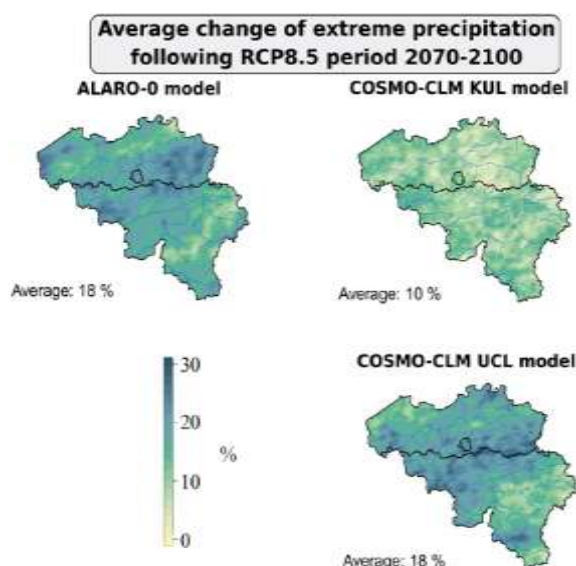 Average change of extreme precipitation
following RCP8.5 period 2070-2100
ALARO-0 model
COSMO-CLM KUL model
Average: 18 %
Average: 10 %
COSMO-CLM UCL model
30
20
%
10
0
Average: 18 %